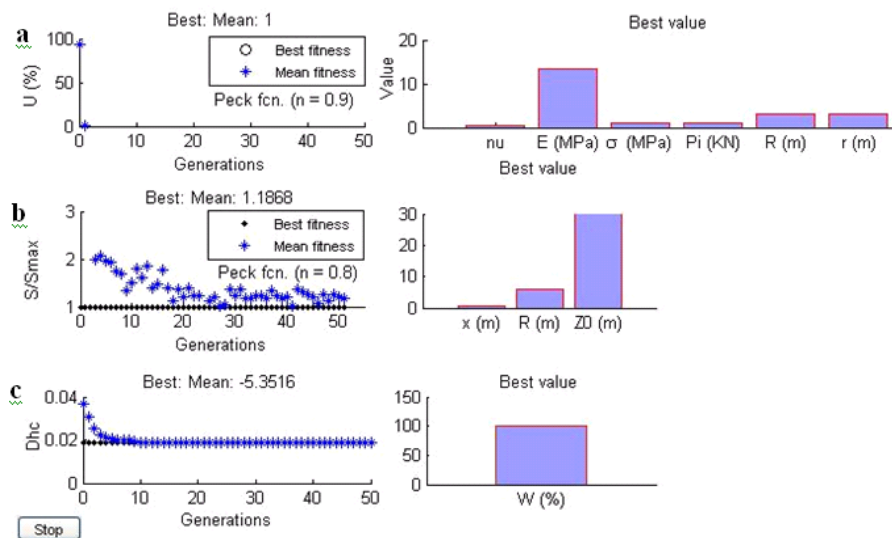 a
Best: Mean: 1
U (%)
100
50
0
Best fitness
Mean fitness
Peck fcn. (n = 0.9)
0 10 20 30 40 50
Generations
Best value
Value
20
10
0
nu E (MPa) σ (MPa) Pi (KN) R (m) r (m)
b
Best: Mean: 1.1868
S/Smax
3
2
1
Best fitness
Mean fitness
Peck fcn. (n = 0.8)
0 10 20 30 40 50
Generations
Best value
30
20
10
0
x (m) R (m) Z0 (m)
c
Best: Mean: -5.3516
Dhc
0.04
0.02
0
0 10 20 30 40 50
Generations
Best value
150
100
50
0
W (%)
Stop